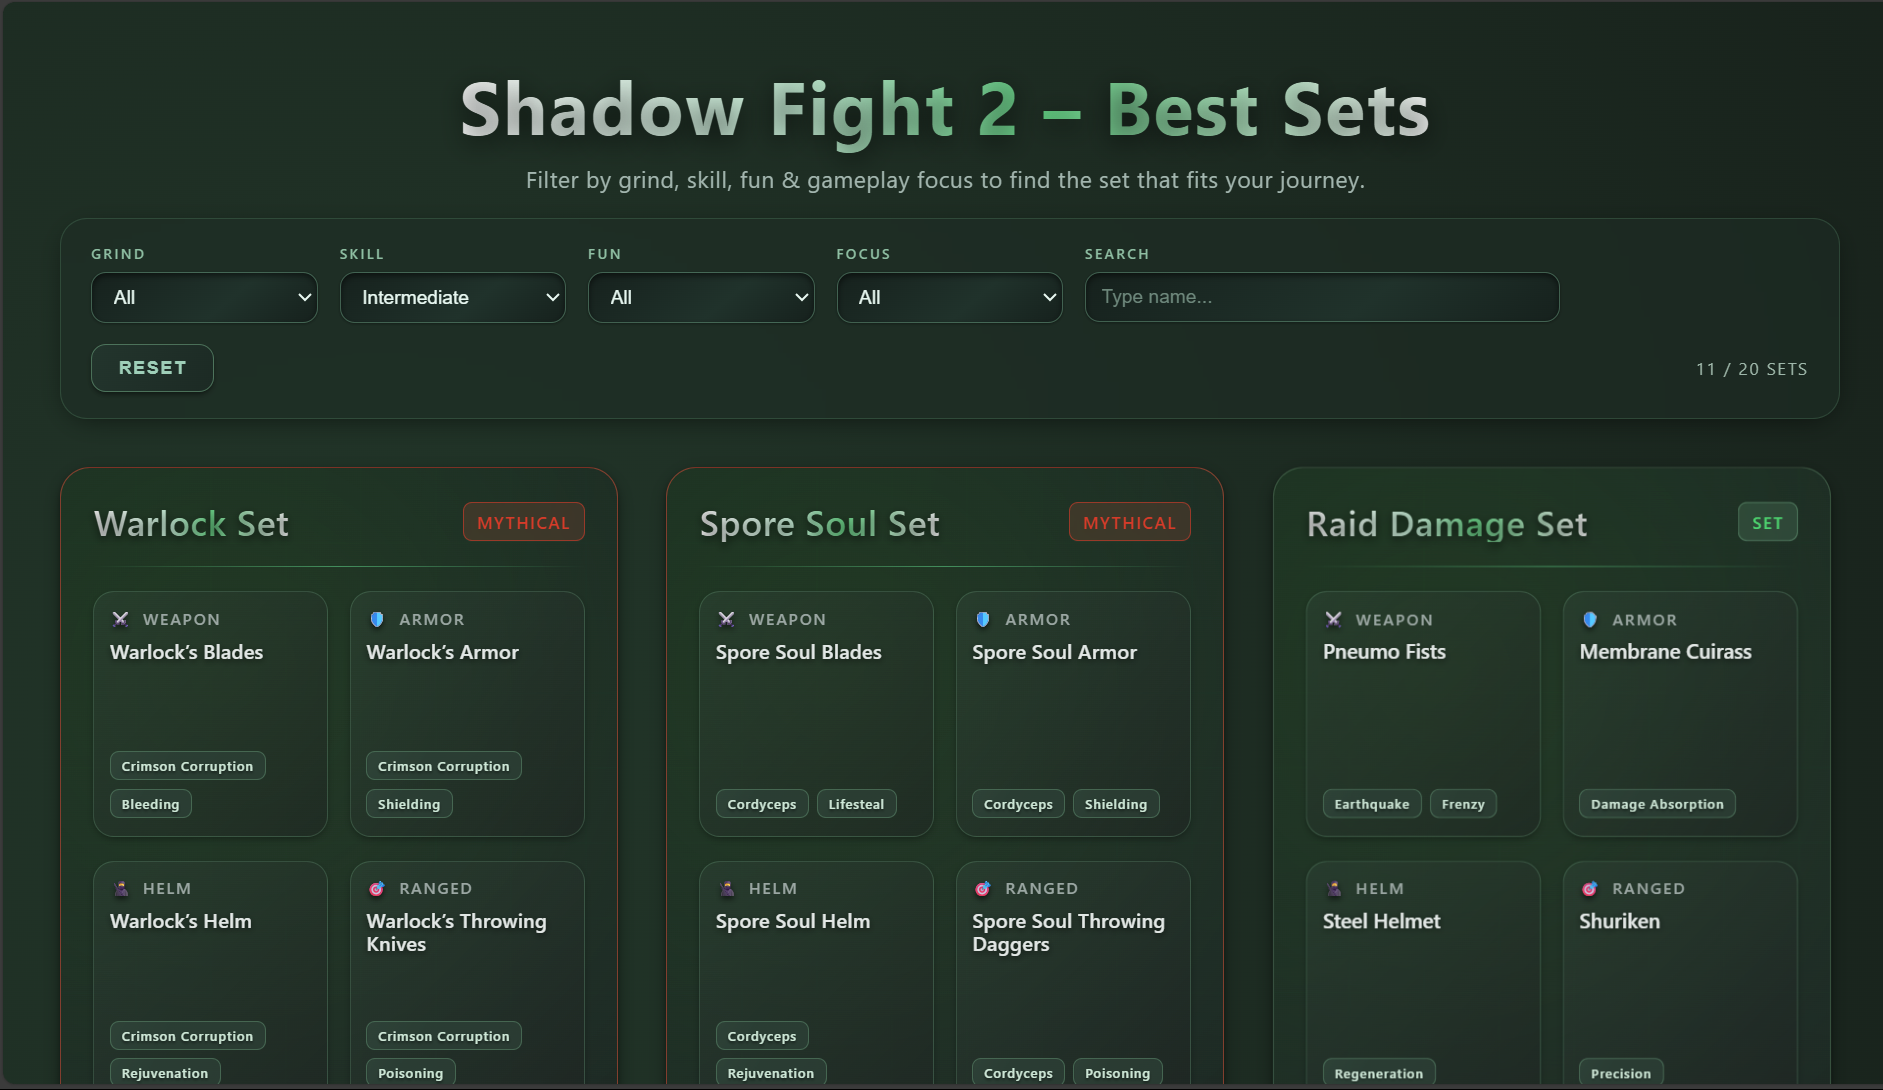 Shadow Fight 2 – Best Sets
Filter by grind, skill, fun & gameplay focus to find the set that fits your journey.
GRIND
All
SKILL
Intermediate
FUN
All
FOCUS
All
SEARCH
Type name...
RESET
11 / 20 SETS
Warlock Set
MYTHICAL
WEAPON
Warlock’s Blades
Crimson Corruption
Bleeding
ARMOR
Warlock’s Armor
Crimson Corruption
Shielding
HELM
Warlock’s Helm
Crimson Corruption
Rejuvenation
RANGED
Warlock’s Throwing
Knives
Crimson Corruption
Poisoning
Spore Soul Set
MYTHICAL
WEAPON
Spore Soul Blades
Cordyceps
Lifesteal
ARMOR
Spore Soul Armor
Cordyceps
Shielding
HELM
Spore Soul Helm
Cordyceps
Rejuvenation
RANGED
Spore Soul Throwing
Daggers
Cordyceps
Poisoning
Raid Damage Set
SET
WEAPON
Pneumo Fists
Earthquake
Frenzy
ARMOR
Membrane Cuirass
Damage Absorption
HELM
Steel Helmet
Regeneration
RANGED
Shuriken
Precision